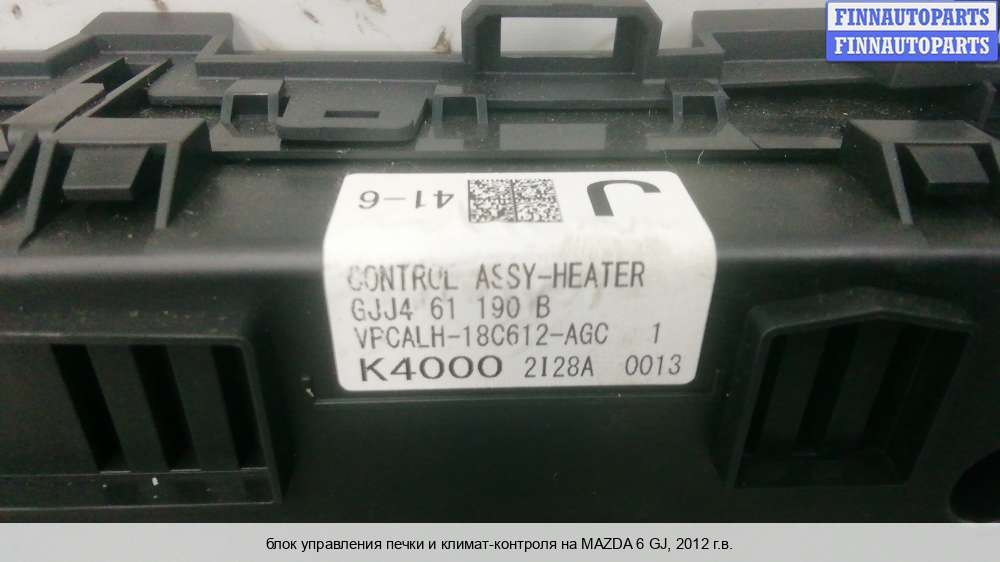 FINNAUTOPARTS
FINNAUTOPARTS
41-6
CONTROL ASSY-HEATER
GJJ4 61 190 B
VPCALH-18C612-AGC 1
K4000 2128A 0013
блок управления печки и климат-контроля на MAZDA 6 GJ, 2012 г.в.